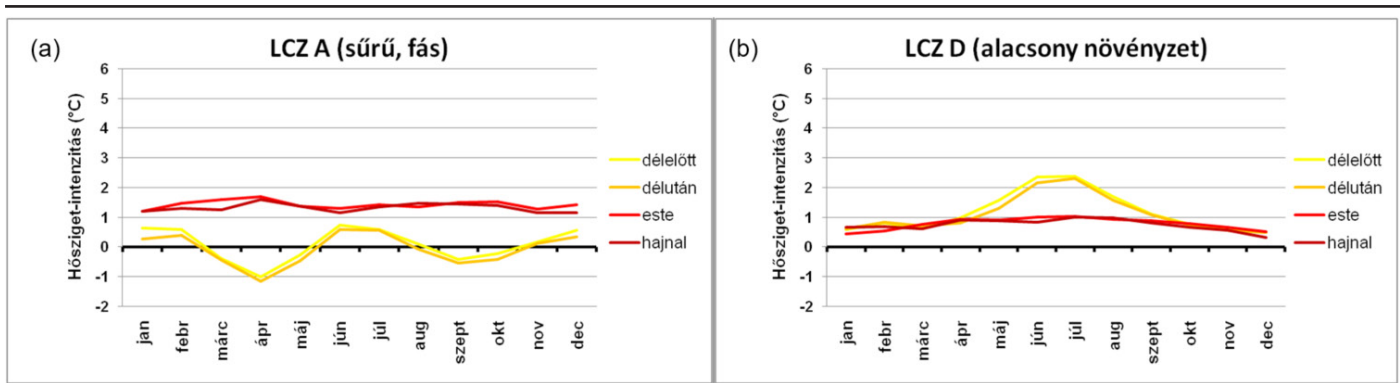 (a)
LCZ A (sűrű, fás)
Hősziget-intenzitás (°C)
6
5
4
3
2
1
0
-1
-2
jan
febr
márc
ápr
máj
jún
júl
aug
szept
okt
nov
dec
délelőtt
délután
este
hajnal
(b)
LCZ D (alacsony növényzet)
Hősziget-intenzitás (°C)
6
5
4
3
2
1
0
-1
-2
jan
febr
márc
ápr
máj
jún
júl
aug
szept
okt
nov
dec
délelőtt
délután
este
hajnal